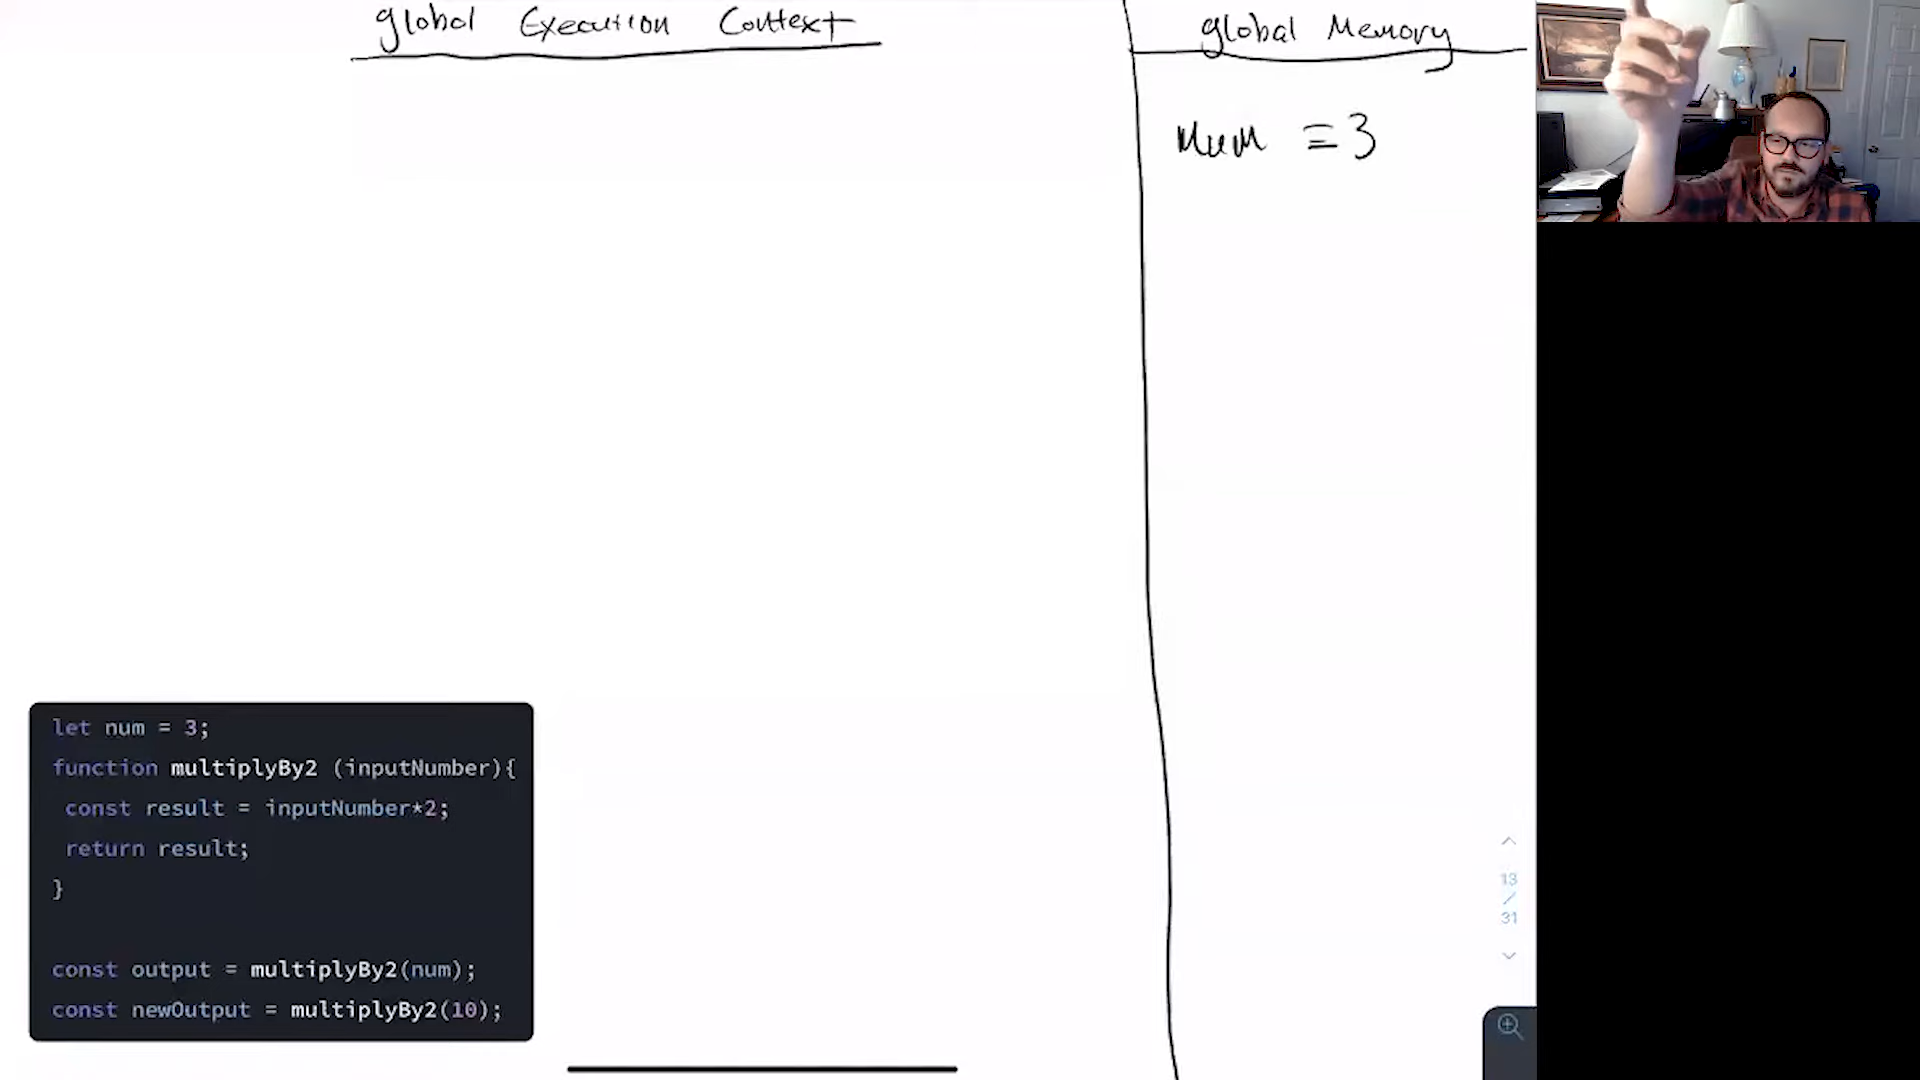 global Execution Context
global Memory
num = 3
let num = 3;
function multiplyBy2 (inputNumber){
const result = inputNumber*2;
return result;
}
const output = multiplyBy2(num);
const newOutput = multiplyBy2(10);
13
/
31